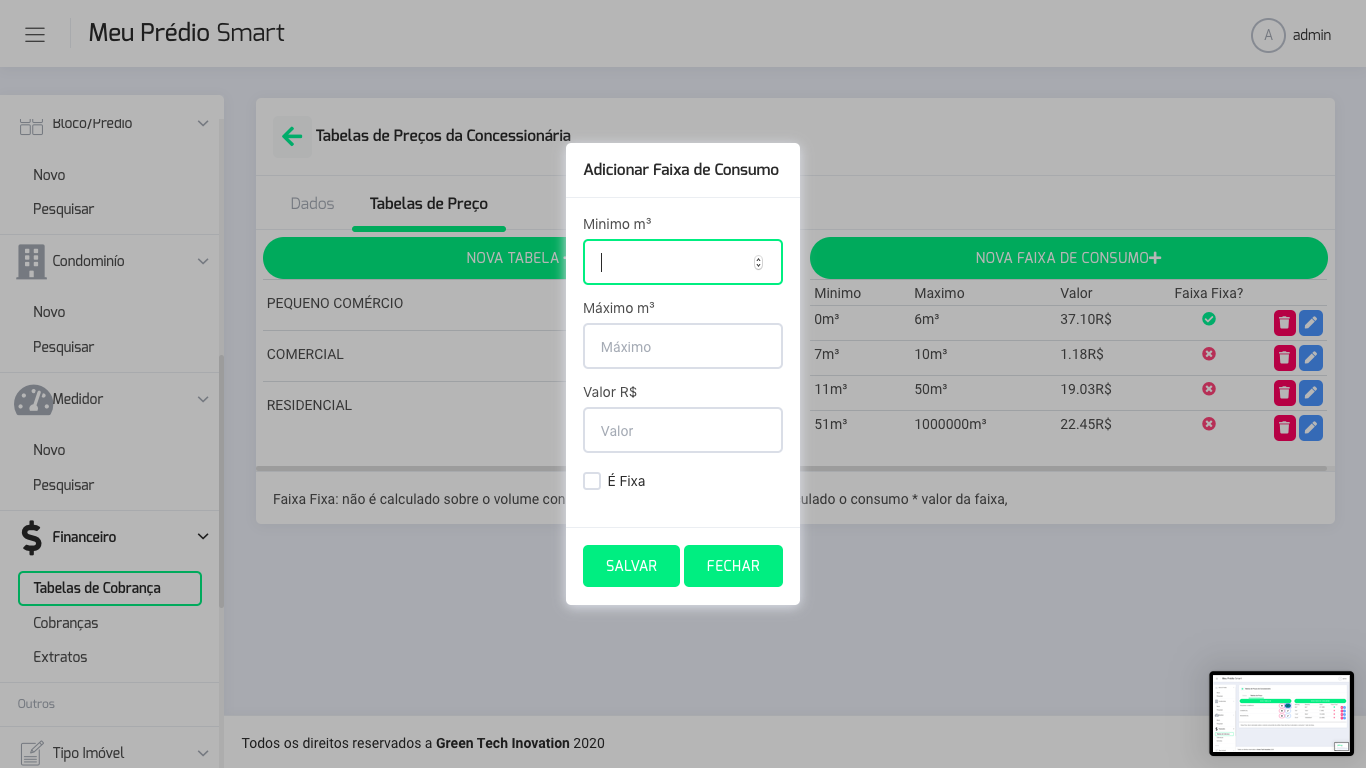 Meu Prédio Smart
A admin
Bloco/Prédio
Novo
Pesquisar
Condominío
Novo
Pesquisar
Medidor
Novo
Pesquisar
Financeiro
Tabelas de Cobrança
Cobranças
Extratos
Outros
Tipo Imóvel
Tabelas de Preços da Concessionária
Dados Tabelas de Preço
NOVA TABELA
PEQUENO COMÉRCIO
COMERCIAL
RESIDENCIAL
NOVA FAIXA DE CONSUMO+
Minimo Maximo Valor Faixa Fixa?
0m³ 6m³ 37.10R$
7m³ 10m³ 1.18R$
11m³ 50m³ 19.03R$
51m³ 1000000m³ 22.45R$
Faixa Fixa: não é calculado sobre o volume con ulado o consumo * valor da faixa,
Adicionar Faixa de Consumo
Minimo m³
Máximo m³
Máximo
Valor R$
Valor
É Fixa
SALVAR FECHAR
Todos os direitos reservados a Green Tech Inovation 2020